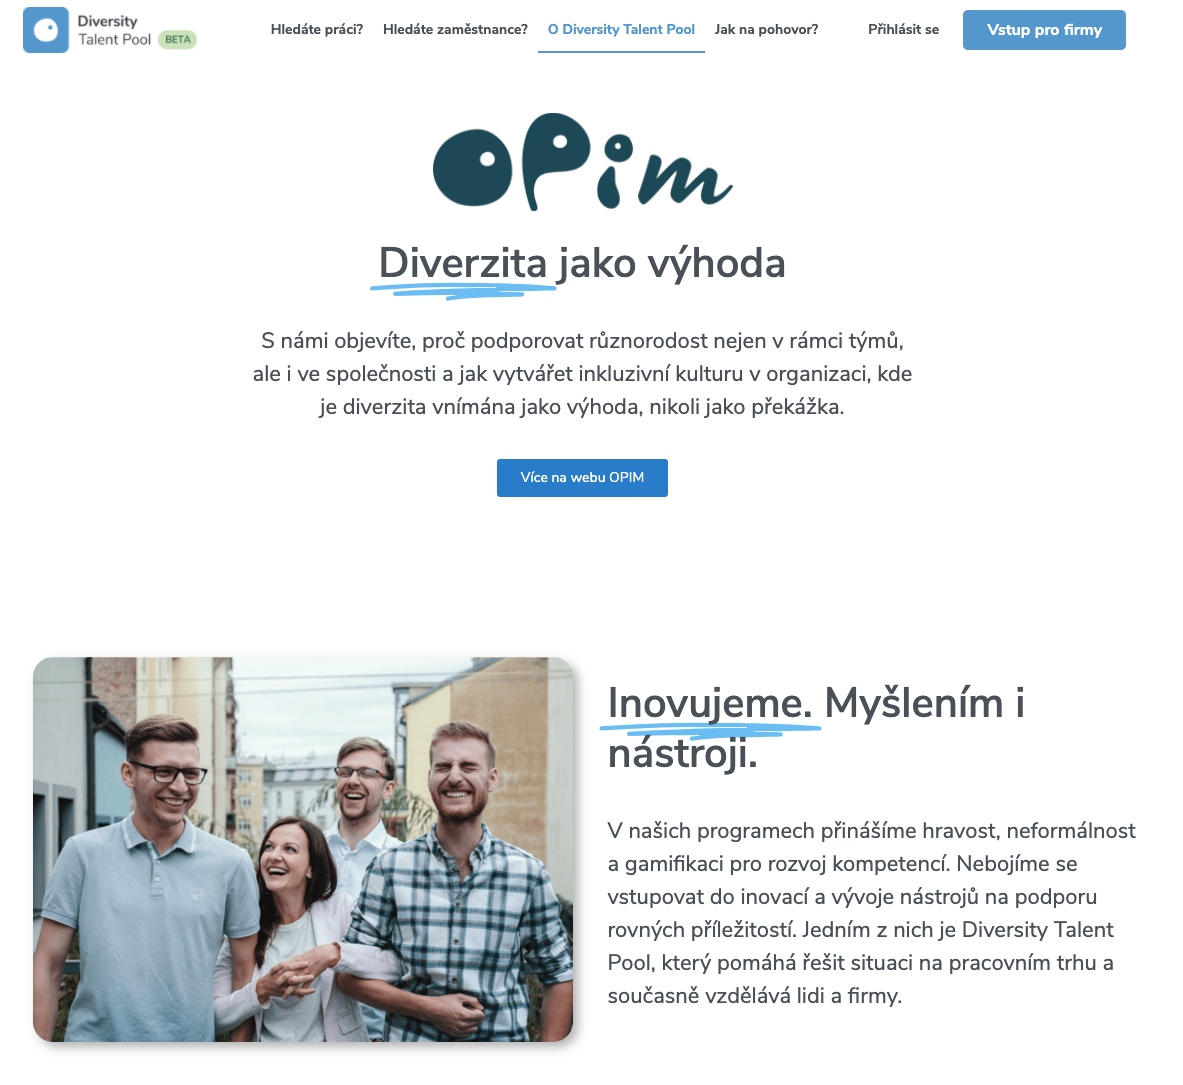 Diversity
Talent Pool BETA
Hledáte práci? Hledáte zaměstnance? O Diversity Talent Pool Jak na pohovor? Přihlásit se Vstup pro firmy
OPim
Diverzita jako výhoda
S námi objevíte, proč podporovat různorodost nejen v rámci týmů,
ale i ve společnosti a jak vytvářet inkluzivní kulturu v organizaci, kde
je diverzita vnímána jako výhoda, nikoli jako překážka.
Více na webu OPIM
Inovujeme. Myšlením i
nástroji.
V našich programech přinášíme hravost, neformálnost
a gamifikaci pro rozvoj kompetencí. Nebojíme se
vstupovat do inovací a vývoje nástrojů na podporu
rovných příležitostí. Jedním z nich je Diversity Talent
Pool, který pomáhá řešit situaci na pracovním trhu a
současně vzdělává lidi a firmy.